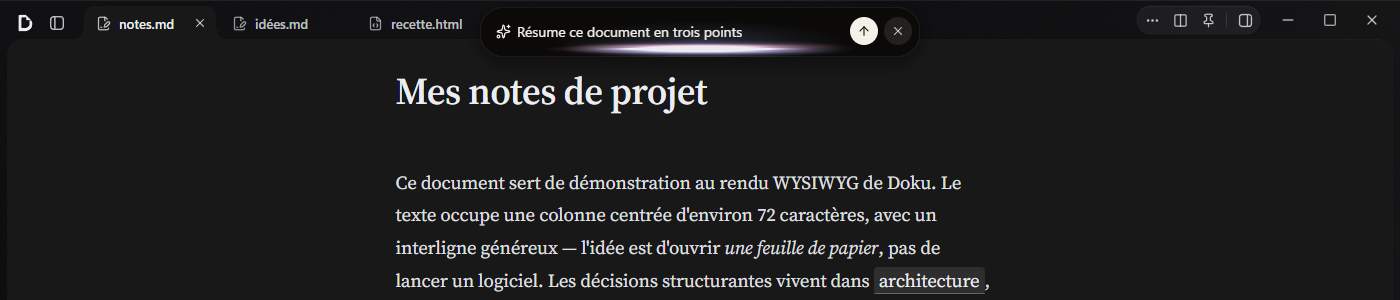 notes.md
idées.md
recette.html
Résume ce document en trois points
Mes notes de projet
Ce document sert de démonstration au rendu WYSIWYG de Doku. Le
texte occupe une colonne centrée d'environ 72 caractères, avec un
interligne généreux — l'idée est d'ouvrir une feuille de papier, pas de
lancer un logiciel. Les décisions structurantes vivent dans architecture ,